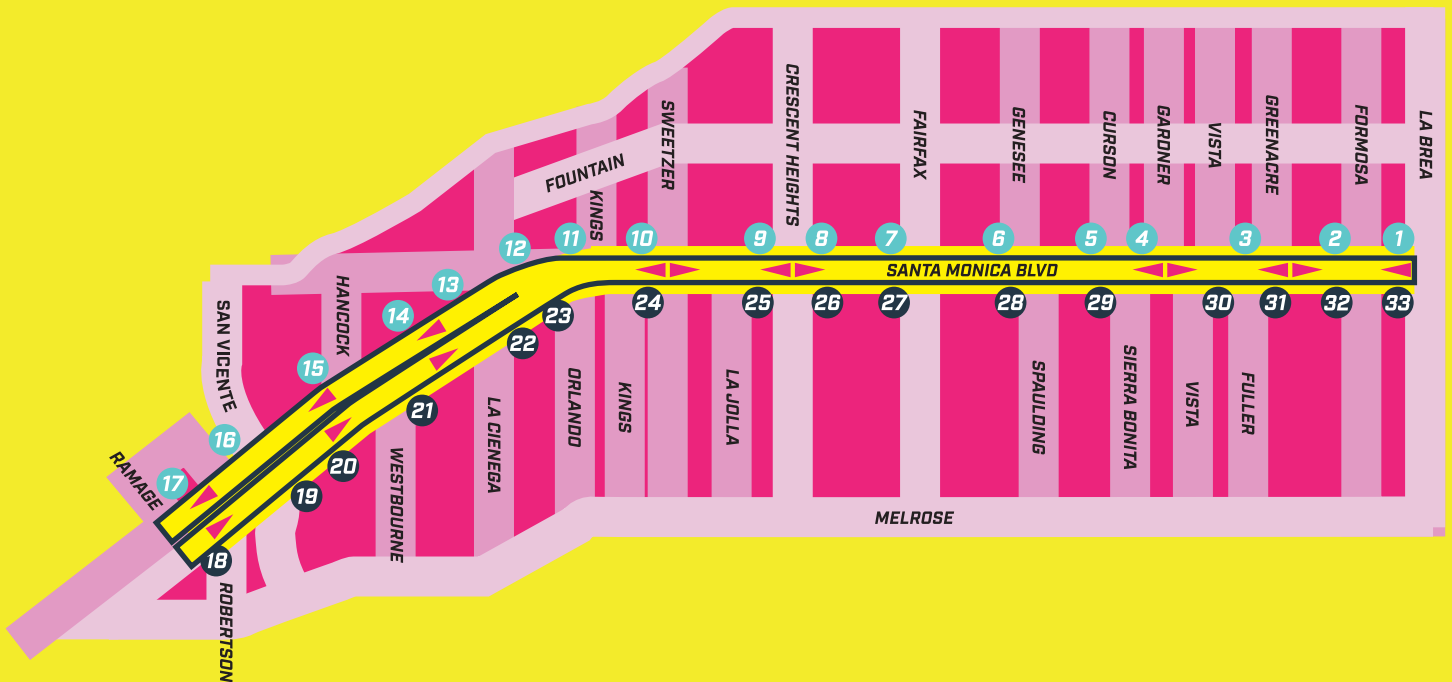 CRESCENT HEIGHTS
FAIRFAX
GENESEE
CURSON
GARDNER
VISTA
GREENACRE
FORMOSA
LA BREA
SWEETZER
FOUNTAIN
KINGS
1
2
3
4
5
6
7
8
9
10
11
12
13
14
15
16
17
SANTA MONICA BLVD
HANCOCK
SAN VICENTE
RAMAGE
18
19
20
21
22
23
24
25
26
27
28
29
30
31
32
33
ROBERTSON
WESTBOURNE
LA CIENEGA
ORLANDO
KINGS
LA JOLLA
SPAULDING
SIERRA BONITA
VISTA
FULLER
MELROSE